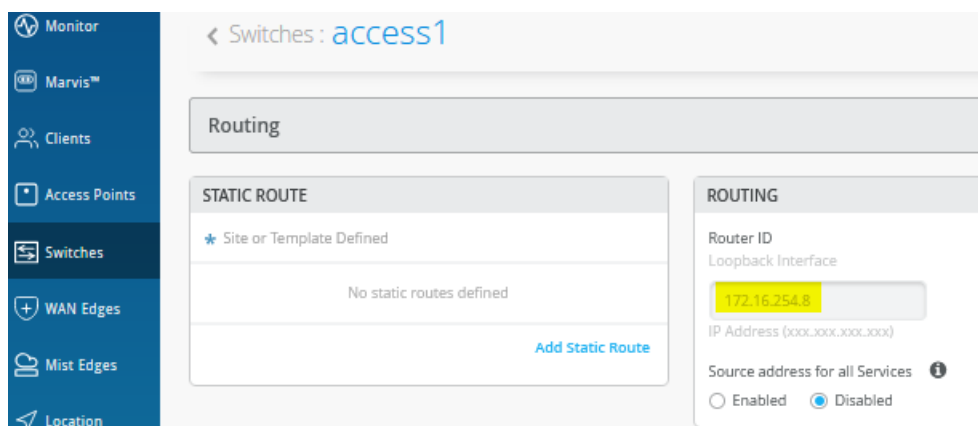 Monitor
Marvis™
Clients
Access Points
Switches
WAN Edges
Mist Edges
Location
< Switches : access1
Routing
STATIC ROUTE
* Site or Template Defined
No static routes defined
Add Static Route
ROUTING
Router ID
Loopback Interface
172.16.254.8
IP Address (xxx.xxx.xxx.xxx)
Source address for all Services
Enabled Disabled